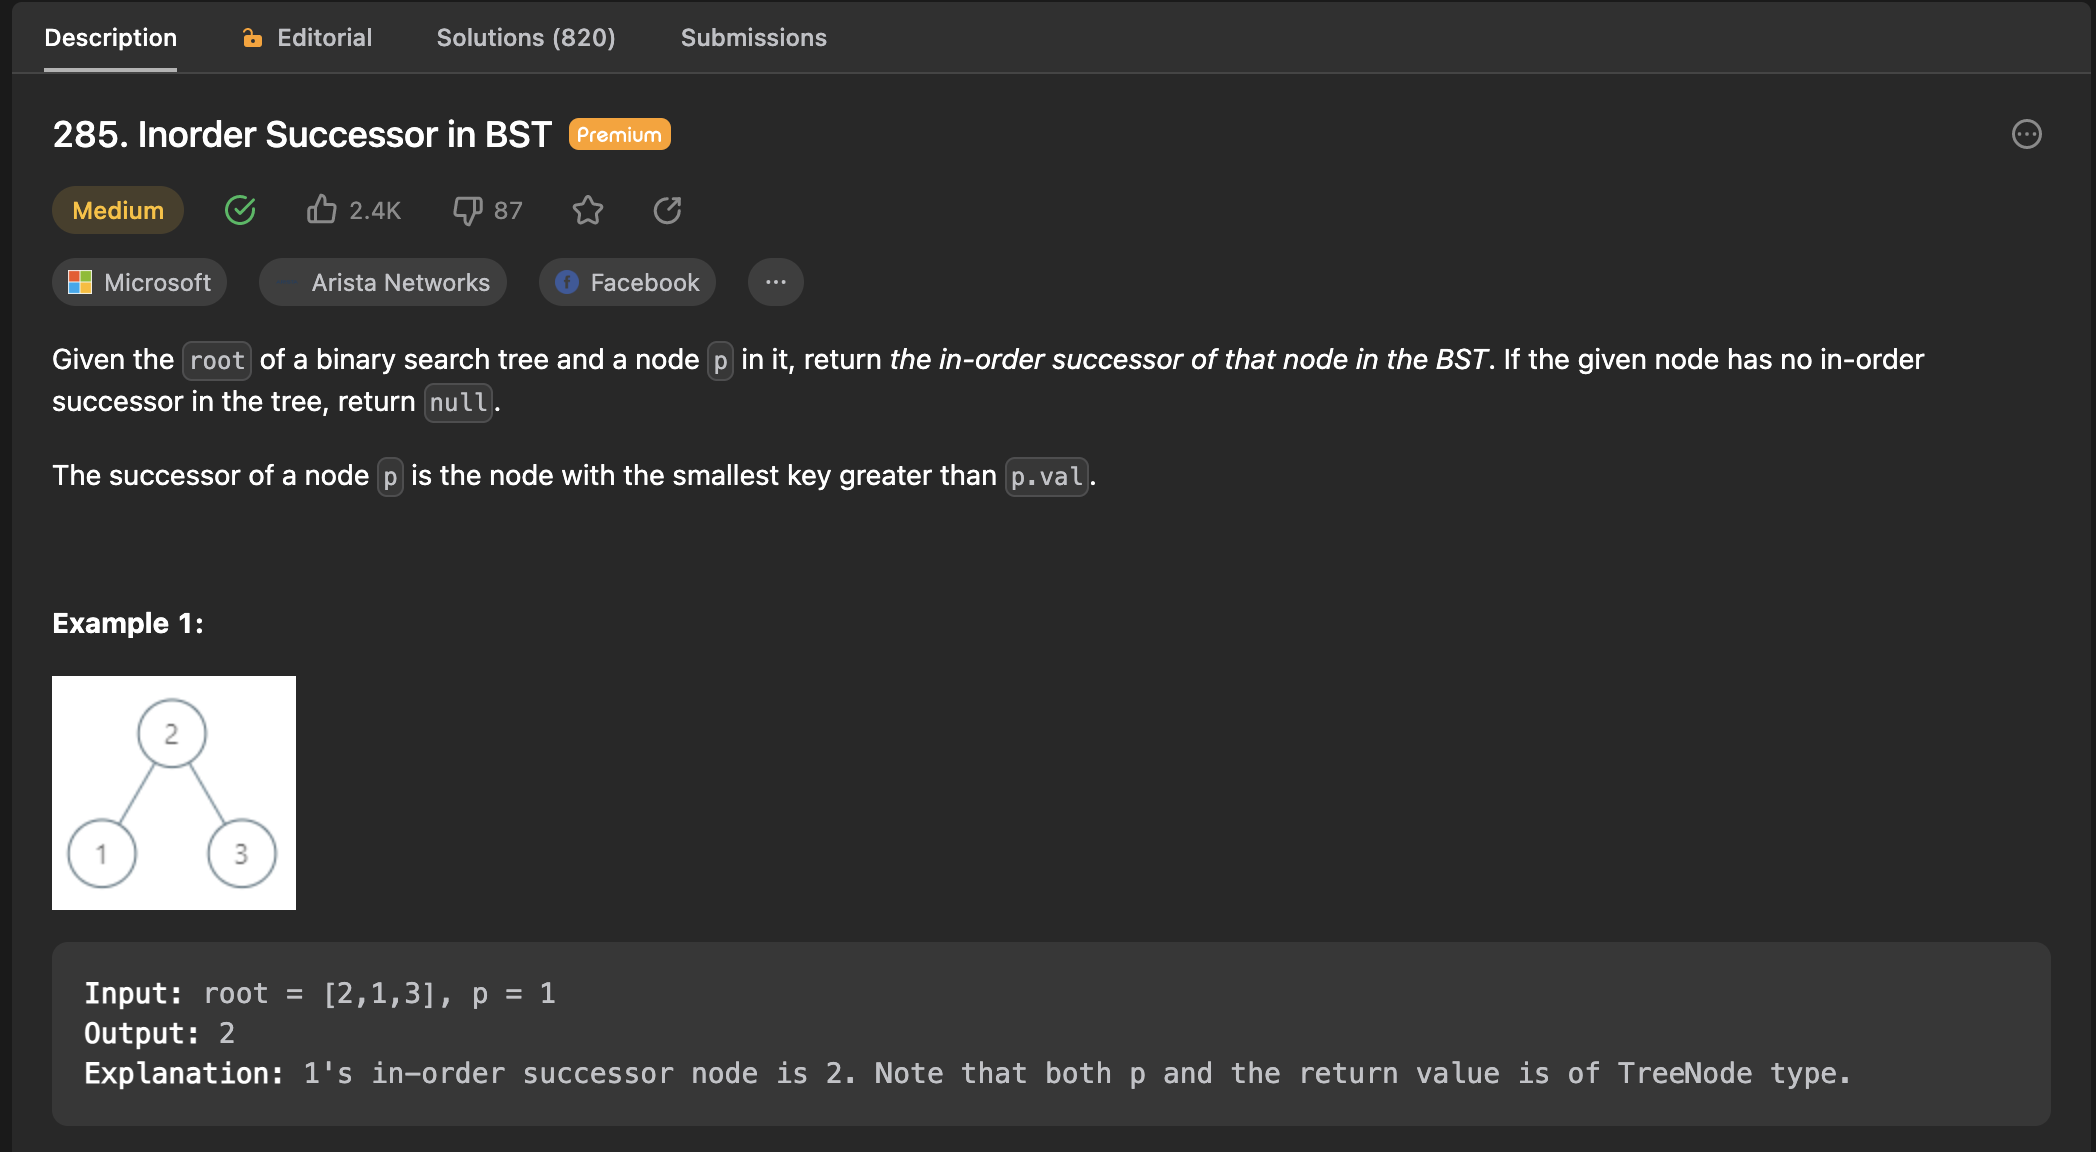 Description Editorial Solutions (820) Submissions
285. Inorder Successor in BST Premium
Medium 2.4K 87
Microsoft Arista Networks f Facebook ...
Given the root of a binary search tree and a node p in it, return the in-order successor of that node in the BST. If the given node has no in-order
successor in the tree, return null.
The successor of a node p is the node with the smallest key greater than p.val.
Example 1:
2
1 3
Input: root = [2,1,3], p = 1
Output: 2
Explanation: 1's in-order successor node is 2. Note that both p and the return value is of TreeNode type.